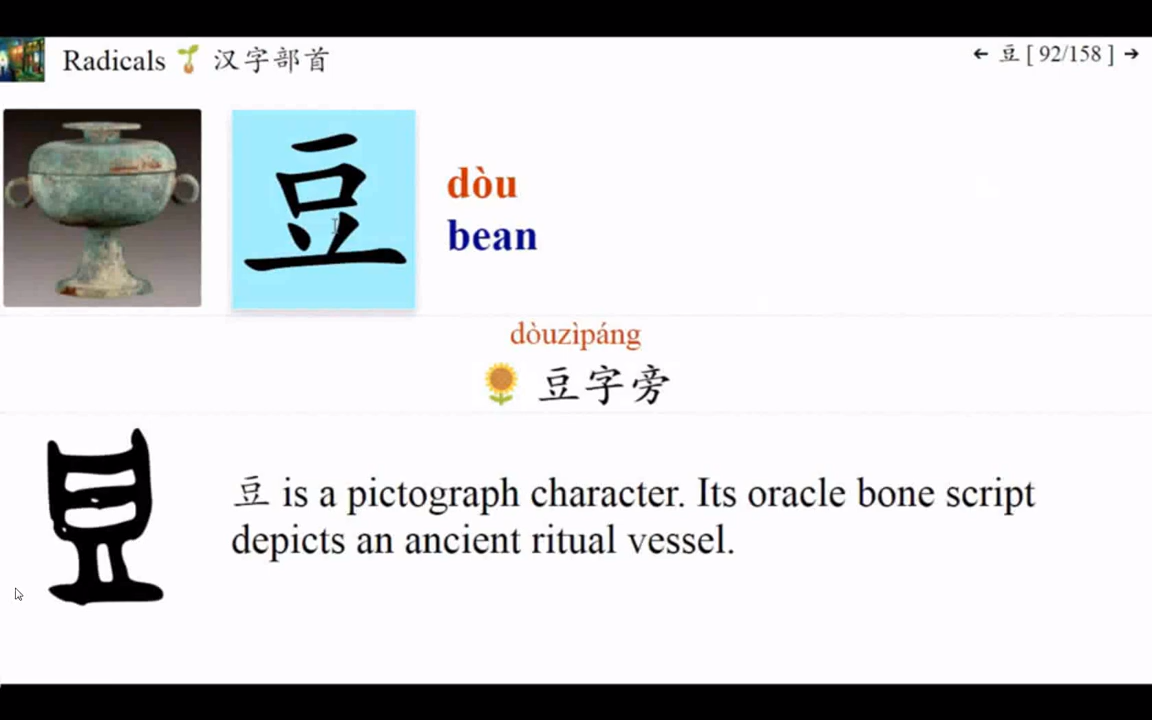 Radicals 🌱 汉字部首
← 豆 [ 92/158 ] →
豆
dòu
bean
dòuzìpáng
🌻 豆字旁
豆 is a pictograph character. Its oracle bone script
depicts an ancient ritual vessel.